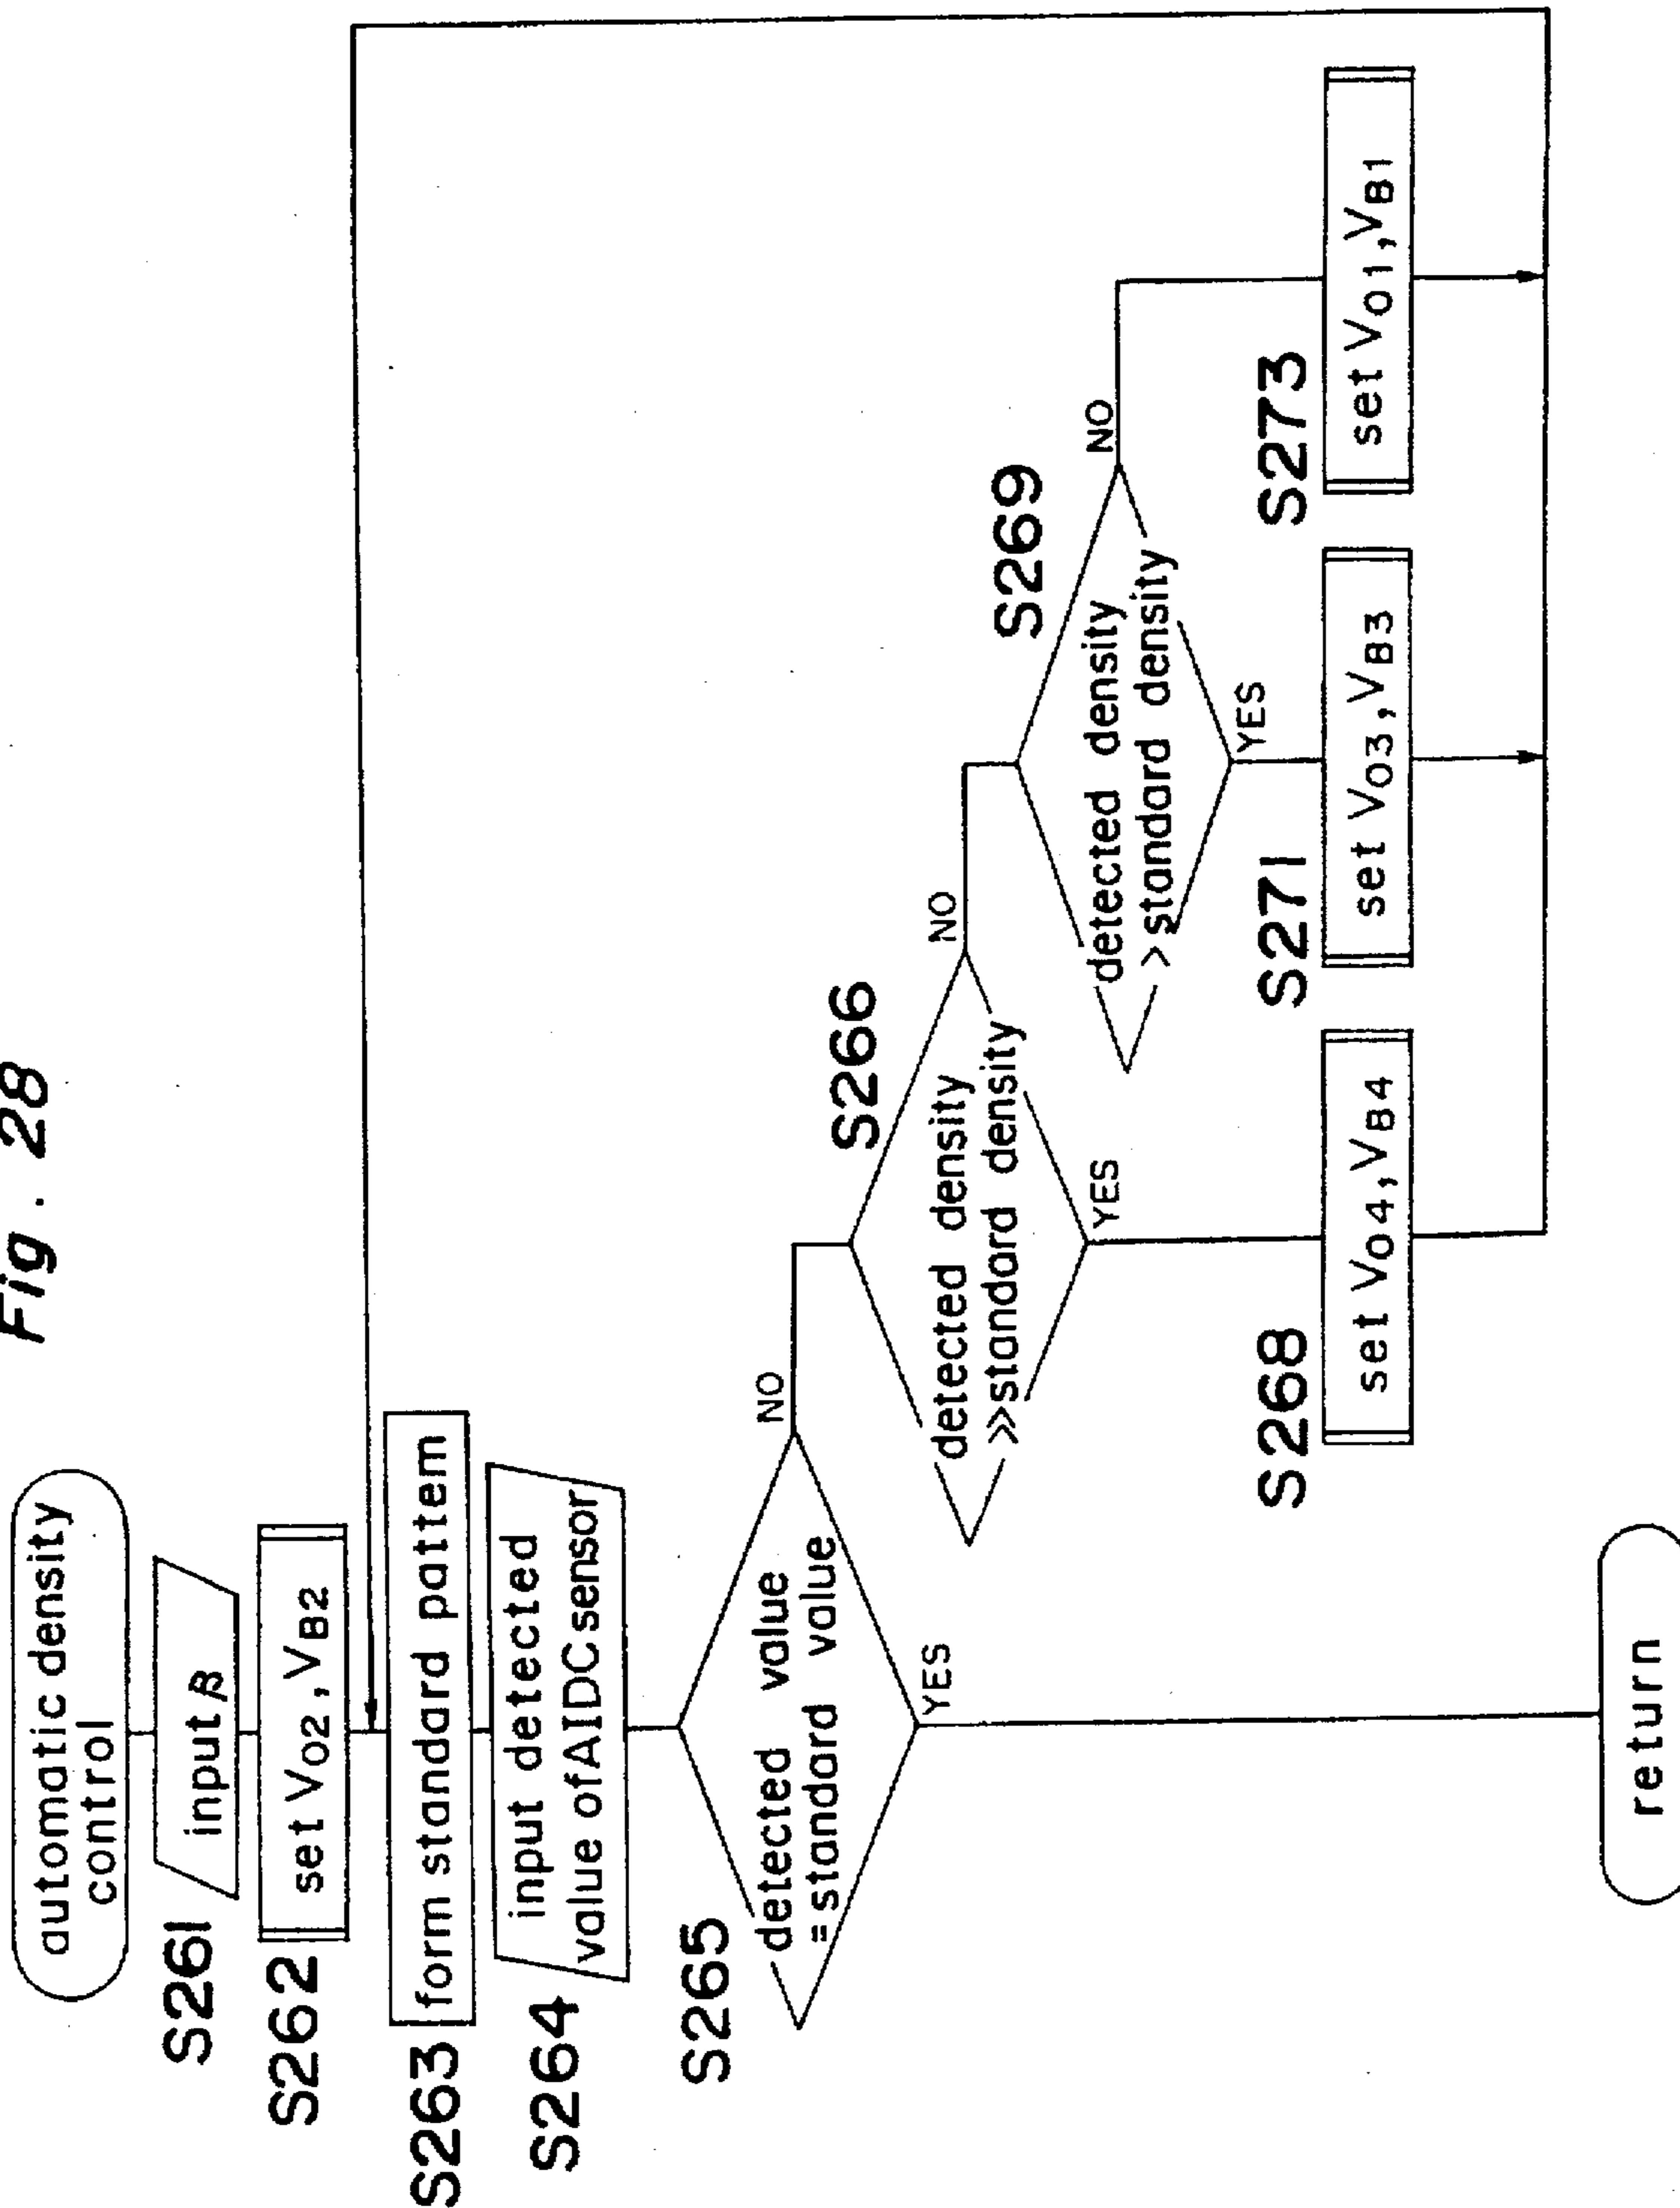 Fig. 28
automatic density
control
S261
input β
S262
set V02, VB2
S263
form standard pattern
S264
input detected
value of AIDC sensor
S265
detected value
=standard value
NO
YES
S266
detected density
>>standard density
NO
YES
S268
set V04, VB4
S269
detected density
>standard density
NO
YES
S271
set V03, VB3
S273
set V01, VB1
return